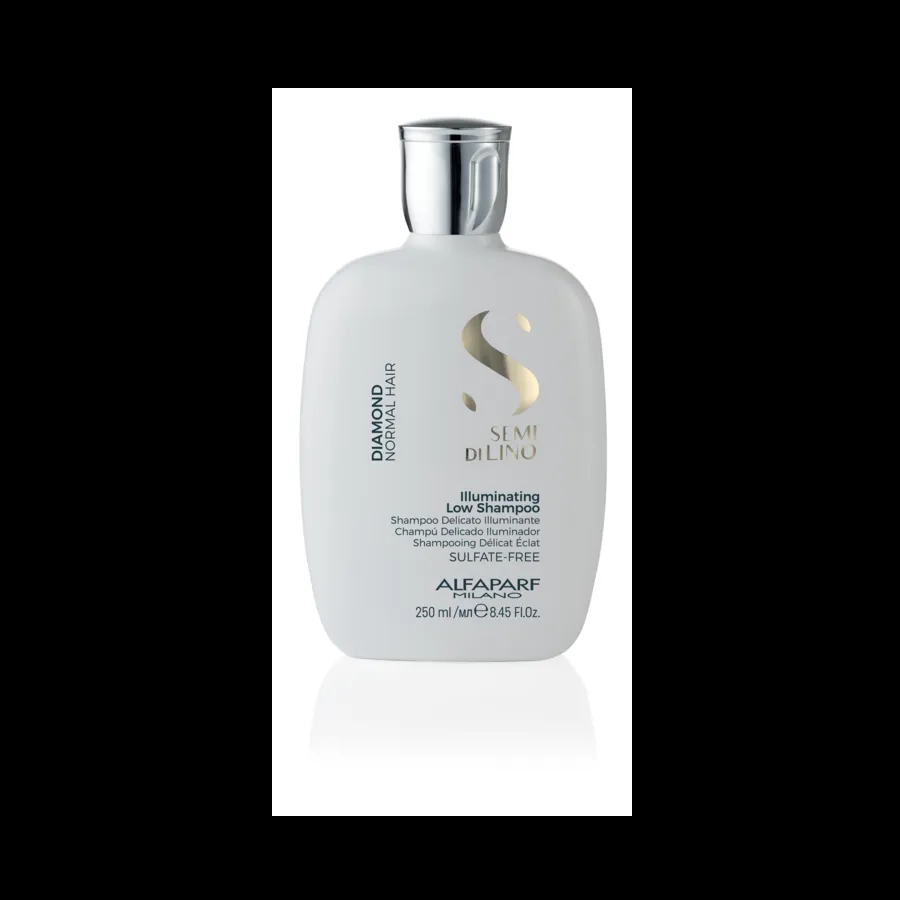 DIAMOND
NORMAL HAIR
SEMI
DI LINO
Illuminating
Low Shampoo
Shampoo Delicato Illuminante
Champú Delicado Iluminador
Shampooing Délicat Éclat
SULFATE-FREE
ALFAPARF
MILANO
250 ml /мл ℮ 8.45 Fl.Oz.